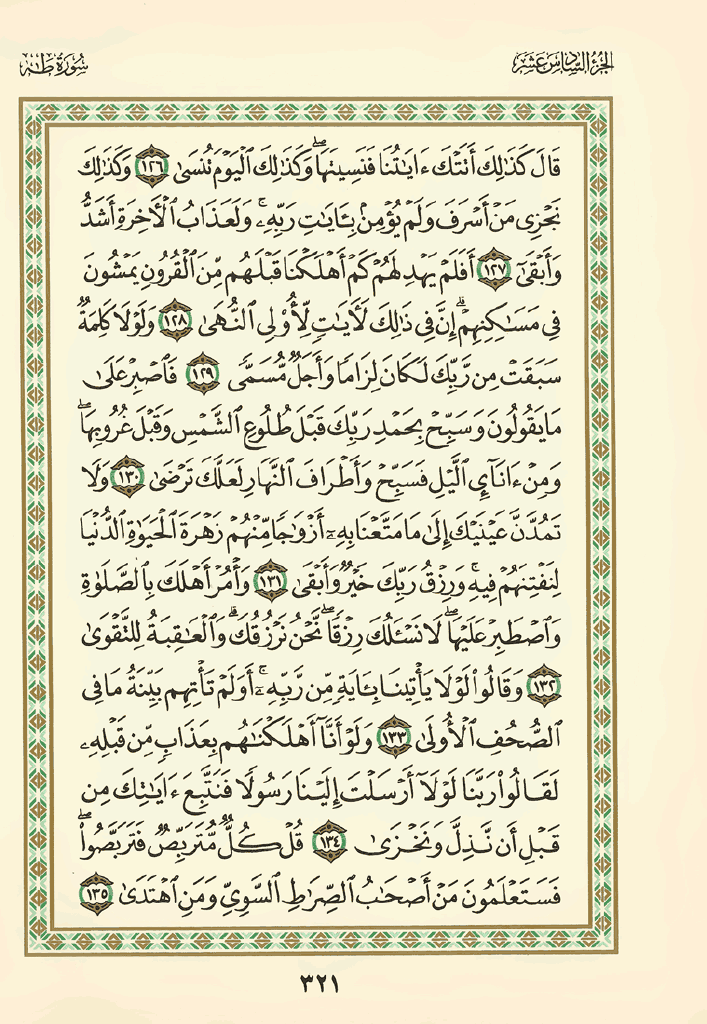 الجزء السادس عشر
سورة طه
قَالَ كَذَٰلِكَ أَتَتْكَ ءَايَٰتُنَا فَنَسِيتَهَا ۖ وَكَذَٰلِكَ ٱلْيَوْمَ تُنسَىٰ ١٢٦ وَكَذَٰلِكَ
نَجْزِى مَنْ أَسْرَفَ وَلَمْ يُؤْمِنۢ بِـَٔايَٰتِ رَبِّهِۦ ۚ وَلَعَذَابُ ٱلْءَاخِرَةِ أَشَدُّ
وَأَبْقَىٰٓ ١٢٧ أَفَلَمْ يَهْدِ لَهُمْ كَمْ أَهْلَكْنَا قَبْلَهُم مِّنَ ٱلْقُرُونِ يَمْشُونَ
فِى مَسَٰكِنِهِمْ ۗ إِنَّ فِى ذَٰلِكَ لَءَايَٰتٍ لِّأُو۟لِى ٱلنُّهَىٰ ١٢٨ وَلَوْلَا كَلِمَةٌ
سَبَقَتْ مِن رَّبِّكَ لَكَانَ لِزَامًا وَأَجَلٌ مُّسَمًّى ١٢٩ فَٱصْبِرْ عَلَىٰ
مَا يَقُولُونَ وَسَبِّحْ بِحَمْدِ رَبِّكَ قَبْلَ طُلُوعِ ٱلشَّمْسِ وَقَبْلَ غُرُوبِهَا ۖ
وَمِنْ ءَانَآئِ ٱلَّيْلِ فَسَبِّحْ وَأَطْرَافَ ٱلنَّهَارِ لَعَلَّكَ تَرْضَىٰ ١٣٠ وَلَا
تَمُدَّنَّ عَيْنَيْكَ إِلَىٰ مَا مَتَّعْنَا بِهِۦٓ أَزْوَٰجًا مِّنْهُمْ زَهْرَةَ ٱلْحَيَوٰةِ ٱلدُّنْيَا
لِنَفْتِنَهُمْ فِيهِ ۚ وَرِزْقُ رَبِّكَ خَيْرٌ وَأَبْقَىٰ ١٣١ وَأْمُرْ أَهْلَكَ بِٱلصَّلَوٰةِ
وَٱصْطَبِرْ عَلَيْهَا ۖ لَا نَسْـَٔلُكَ رِزْقًا ۖ نَّحْنُ نَرْزُقُكَ ۗ وَٱلْعَٰقِبَةُ لِلتَّقْوَىٰ
١٣٢ وَقَالُوا۟ لَوْلَا يَأْتِينَا بِـَٔايَةٍ مِّن رَّبِّهِۦٓ ۚ أَوَلَمْ تَأْتِهِم بَيِّنَةُ مَا فِى
ٱلصُّحُفِ ٱلْأُولَىٰ ١٣٣ وَلَوْ أَنَّآ أَهْلَكْنَٰهُم بِعَذَابٍ مِّن قَبْلِهِۦ
لَقَالُوا۟ رَبَّنَا لَوْلَآ أَرْسَلْتَ إِلَيْنَا رَسُولًا فَنَتَّبِعَ ءَايَٰتِكَ مِن
قَبْلِ أَن نَّذِلَّ وَنَخْزَىٰ ١٣٤ قُلْ كُلٌّ مُّتَرَبِّصٌ فَتَرَبَّصُوا۟ ۖ
فَسَتَعْلَمُونَ مَنْ أَصْحَٰبُ ٱلصِّرَٰطِ ٱلسَّوِىِّ وَمَنِ ٱهْتَدَىٰ ١٣٥
٣٢١